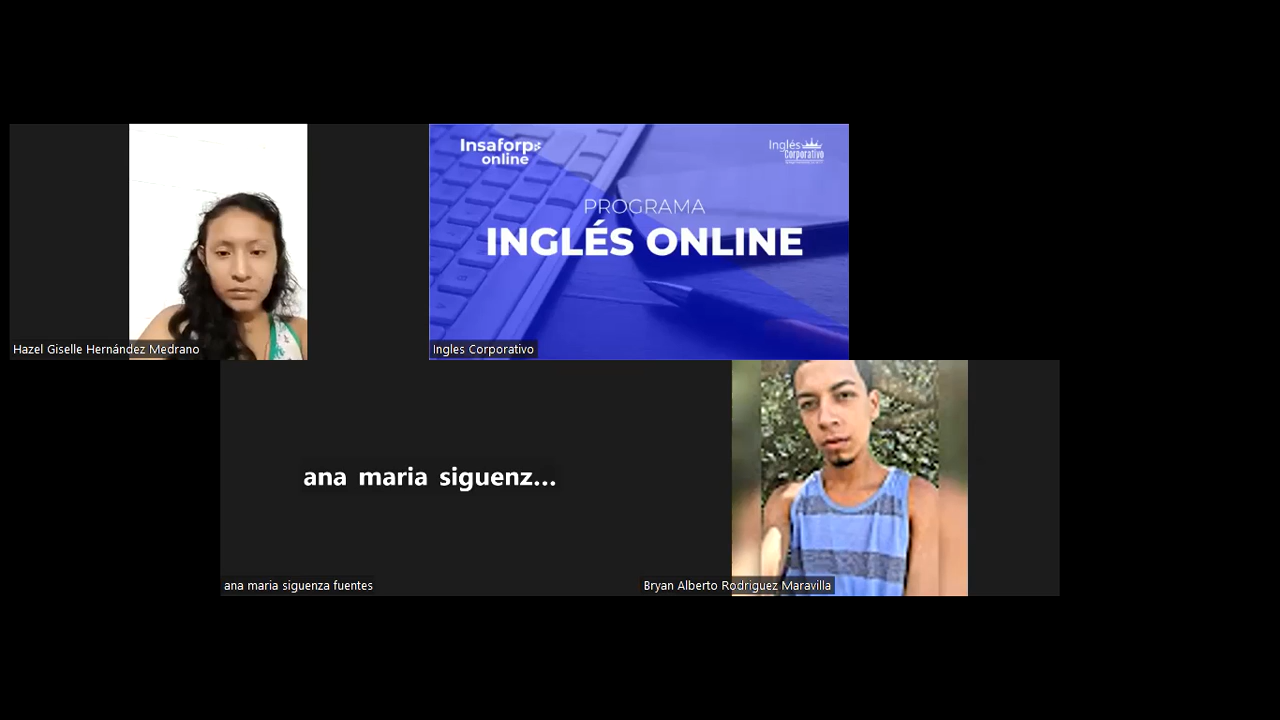 Insaforp
online
Inglés
Corporativo
PROGRAMA
INGLÉS ONLINE
Hazel Giselle Hernández Medrano
Ingles Corporativo
ana maria siguenz...
ana maria siguenza fuentes
Bryan Alberto Rodríguez Maravilla